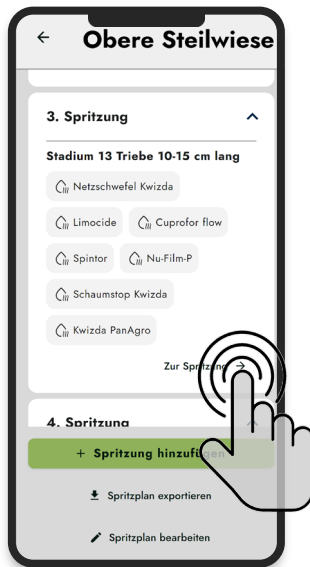 Obere Steilwiese
3. Spritzung
Stadium 13 Triebe 10-15 cm lang
Netzschwefel Kwizda
Limocide Cuprofor flow
Spintor Nu-Film-P
Schaumstop Kwizda
Kwizda PanAgro
Zur Spritzung
4. Spritzung
+ Spritzung hinzufügen
Spritzplan exportieren
Spritzplan bearbeiten